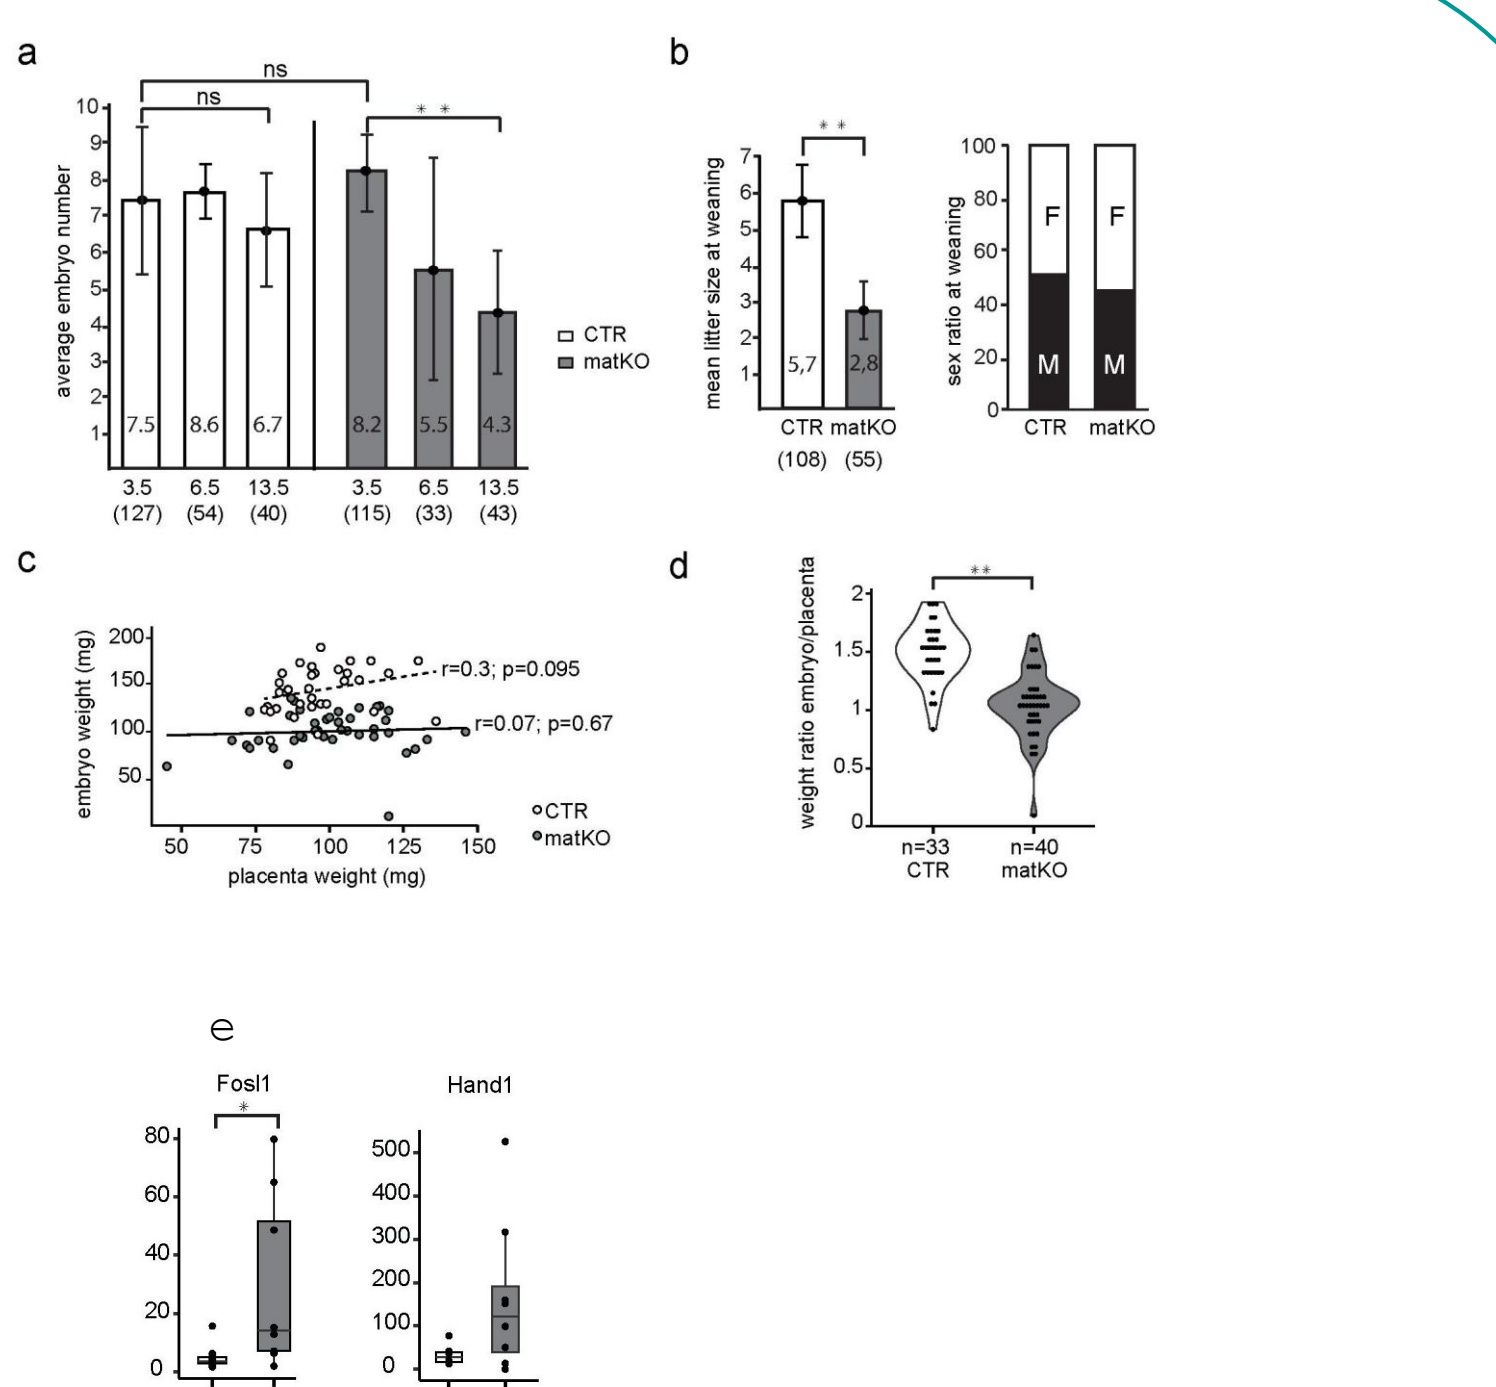 a
ns
ns
* *
10
9
8
7
6
5
4
3
2
1
average embryo number
7.5
8.6
6.7
8.2
5.5
4.3
3.5
6.5
13.5
3.5
6.5
13.5
(127)
(54)
(40)
(115)
(33)
(43)
CTR
matKO
b
* *
7
6
5
4
3
2
1
mean litter size at weaning
5,7
2,8
CTR
matKO
(108)
(55)
100
80
60
40
20
0
sex ratio at weaning
F
F
M
M
CTR
matKO
c
200
150
100
50
embryo weight (mg)
r=0.3; p=0.095
r=0.07; p=0.67
CTR
matKO
50
75
100
125
150
placenta weight (mg)
d
**
2
1.5
1
0.5
0
weight ratio embryo/placenta
n=33
CTR
n=40
matKO
e
Fosl1
*
80
60
40
20
0
Hand1
500
400
300
200
100
0